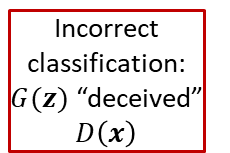 Incorrect
classification:
G(z) “deceived”
D(x)